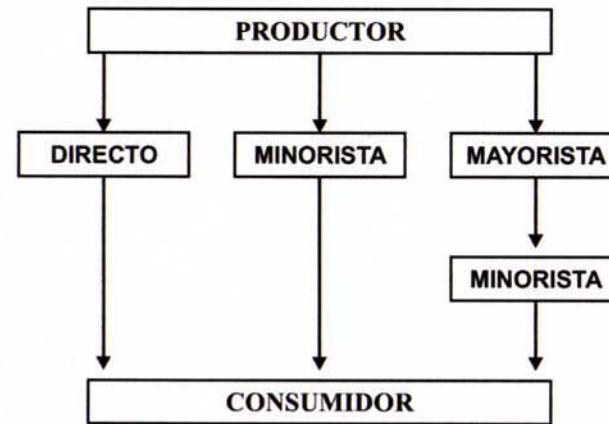 PRODUCTOR
DIRECTO
MINORISTA
MAYORISTA
MINORISTA
CONSUMIDOR